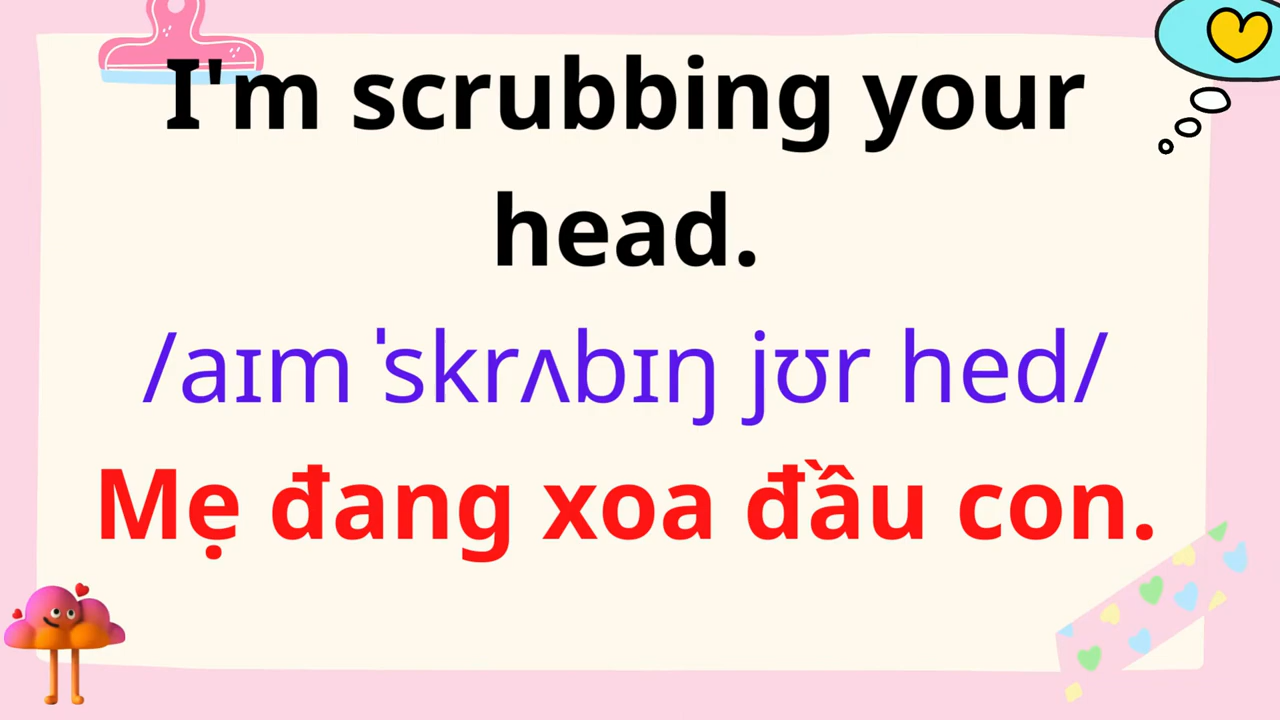 I'm scrubbing your
head.
/aɪm ˈskrʌbɪŋ jʊr hed/
Mẹ đang xoa đầu con.